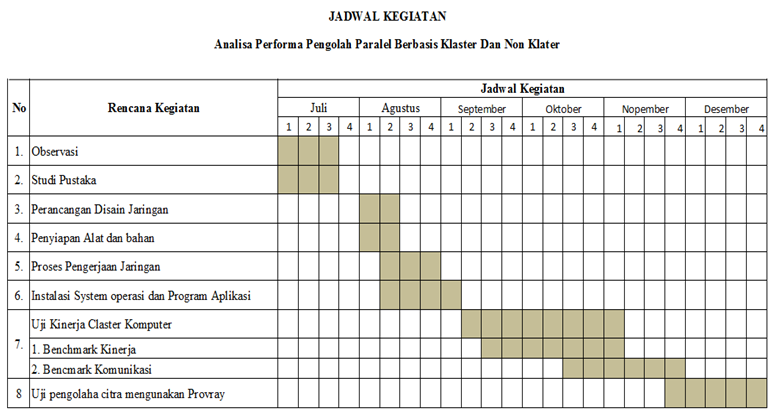 JADWAL KEGIATAN
Analisa Performa Pengolah Paralel Berbasis Klaster Dan Non Klater
No Rencana Kegiatan Jadwal Kegiatan
Juli Agustus September Oktober Nopember Desember
1 2 3 4 1 2 3 4 1 2 3 4 1 2 3 4 1 2 3 4 1 2 3 4
1. Observasi
2. Studi Pustaka
3. Perancangan Disain Jaringan
4. Penyiapan Alat dan bahan
5. Proses Pengerjaan Jaringan
6. Instalasi System operasi dan Program Aplikasi
7. Uji Kinerja Claster Komputer
1. Benchmark Kinerja
2. Bencmark Komunikasi
8 Uji pengolaha citra mengunakan Provray